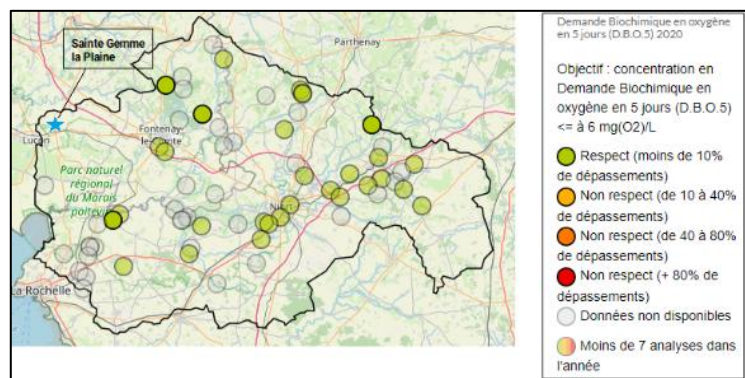 Sainte Gemme
la Plaine
Parthenay
Luçon
Fontenay
le-Comte
Parc naturel
régional
du Marais
poitevin
Niort
La Rochelle
Demande Biochimique en oxygène
en 5 jours (D.B.O.5) 2020
Objectif : concentration en
Demande Biochimique en
oxygène en 5 jours (D.B.O.5)
<= à 6 mg(O2)/L
Respect (moins de 10%
de dépassements)
Non respect (de 10 à 40%
de dépassements)
Non respect (de 40 à 80%
de dépassements)
Non respect (+ 80% de
dépassements)
Données non disponibles
Moins de 7 analyses dans
l'année